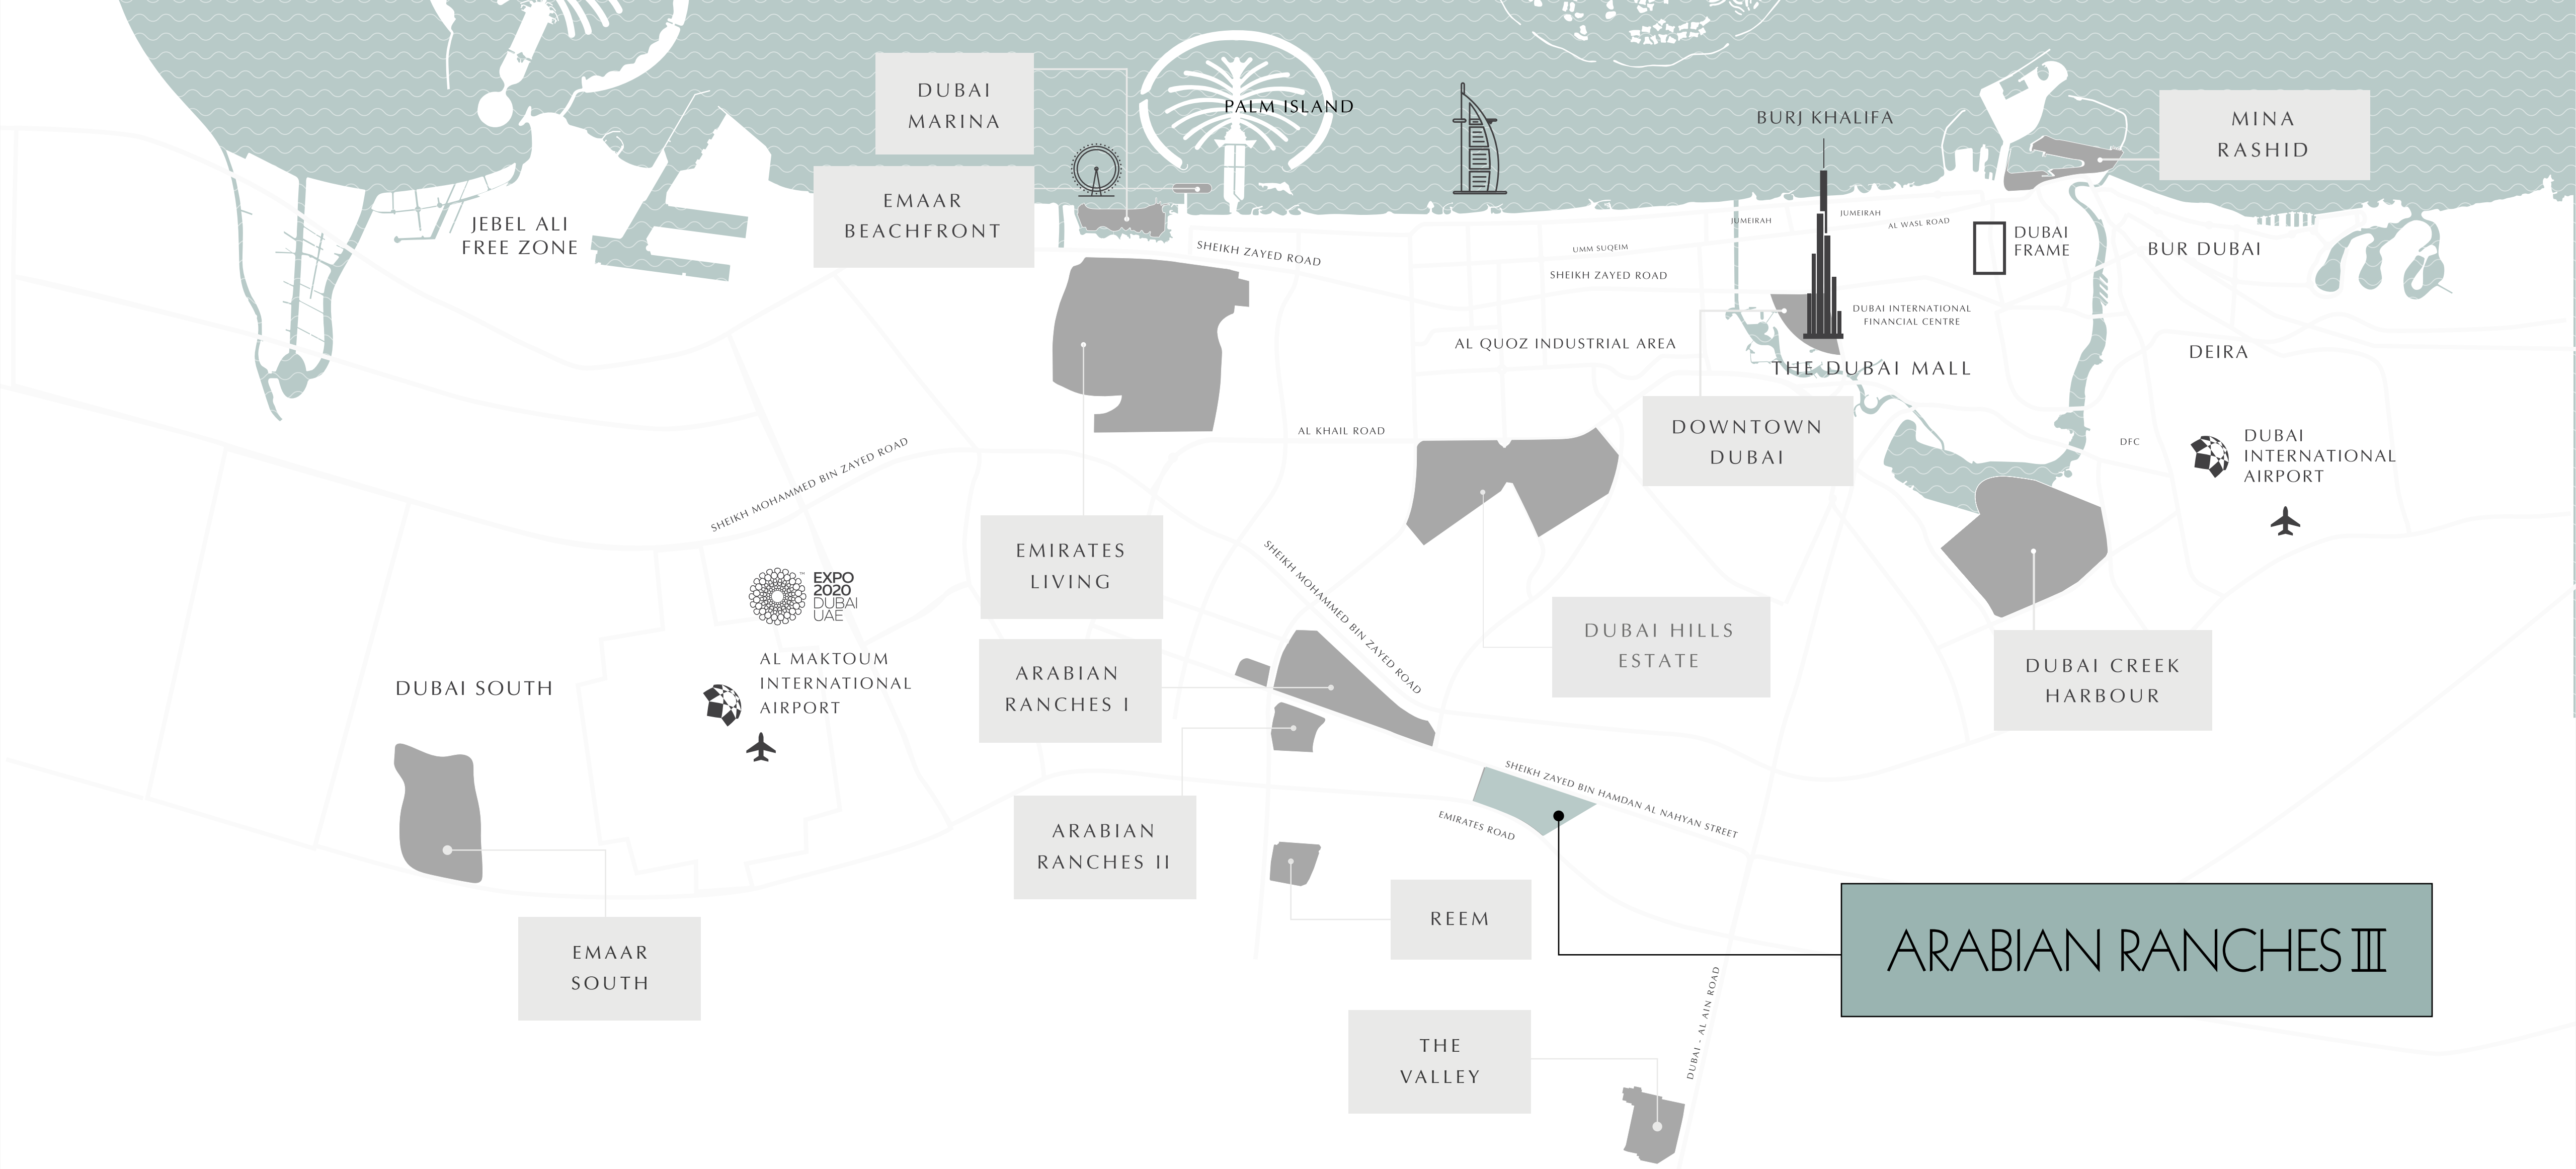 DUBAI
MARINA
PALM ISLAND
BURJ KHALIFA
MINA
RASHID
EMAAR
BEACHFRONT
JEBEL ALI
FREE ZONE
SHEIKH ZAYED ROAD
UMM SUQEIM
SHEIKH ZAYED ROAD
JUMEIRAH
JUMEIRAH
AL WASL ROAD
DUBAI
FRAME
BUR DUBAI
DUBAI INTERNATIONAL
FINANCIAL CENTRE
AL QUOZ INDUSTRIAL AREA
THE DUBAI MALL
DEIRA
DOWNTOWN
DUBAI
AL KHAIL ROAD
DFC
DUBAI
INTERNATIONAL
AIRPORT
SHEIKH MOHAMMED BIN ZAYED ROAD
EMIRATES
LIVING
SHEIKH MOHAMMED BIN ZAYED ROAD
EXPO
2020
DUBAI
UAE
™
DUBAI HILLS
ESTATE
DUBAI CREEK
HARBOUR
ARABIAN
RANCHES I
AL MAKTOUM
INTERNATIONAL
AIRPORT
DUBAI SOUTH
SHEIKH ZAYED BIN HAMDAN AL NAHYAN STREET
EMIRATES ROAD
ARABIAN
RANCHES II
REEM
ARABIAN RANCHES III
EMAAR
SOUTH
DUBAI - AL AIN ROAD
THE
VALLEY